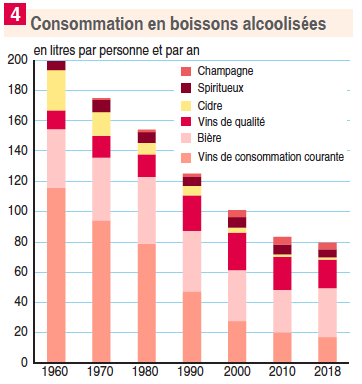 4 Consommation en boissons alcoolisées
en litres par personne et par an
200
180
160
140
120
100
80
60
40
20
0
Champagne
Spiritueux
Cidre
Vins de qualité
Bière
Vins de consommation courante
1960 1970 1980 1990 2000 2010 2018